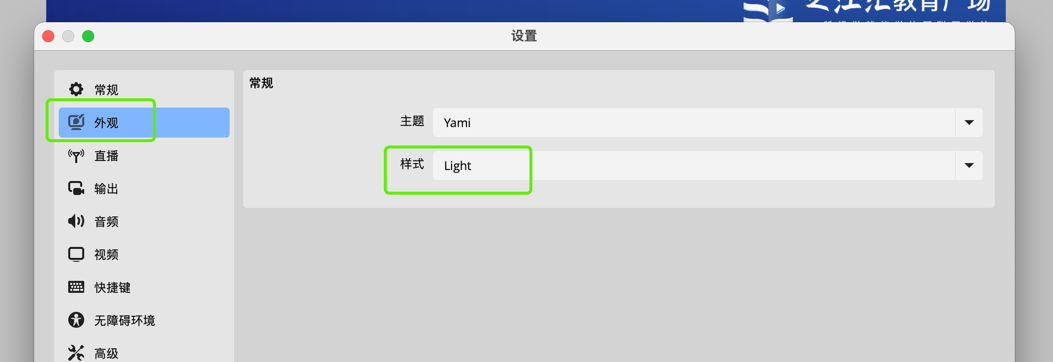 之江汇教育广场
设置
常规
外观
直播
输出
音频
视频
快捷键
无障碍环境
高级
常规
主题 Yami
样式 Light